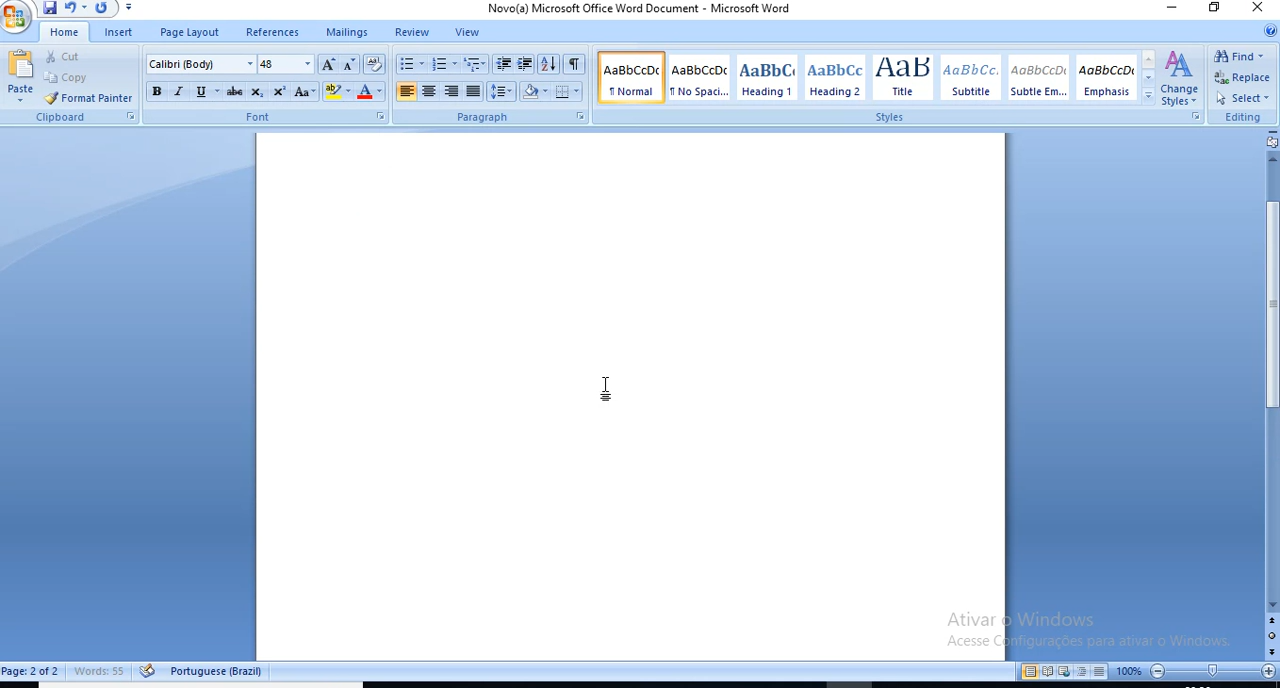 Novo(a) Microsoft Office Word Document - Microsoft Word
Home Insert Page Layout References Mailings Review View
Paste
Cut
Copy
Format Painter
Clipboard
Calibri (Body) 48
Font
Paragraph
AaBbCcDc AaBbCcDc AaBbC AaBbCc AaB AaBbCc. AaBbCcDc AaBbCcDc
¶ Normal ¶ No Spaci... Heading 1 Heading 2 Title Subtitle Subtle Em... Emphasis
Change
Styles
Styles
Find
Replace
Select
Editing
Ativar o Windows
Acesse Configurações para ativar o Windows.
Page: 2 of 2 Words: 55 Portuguese (Brazil) 100%